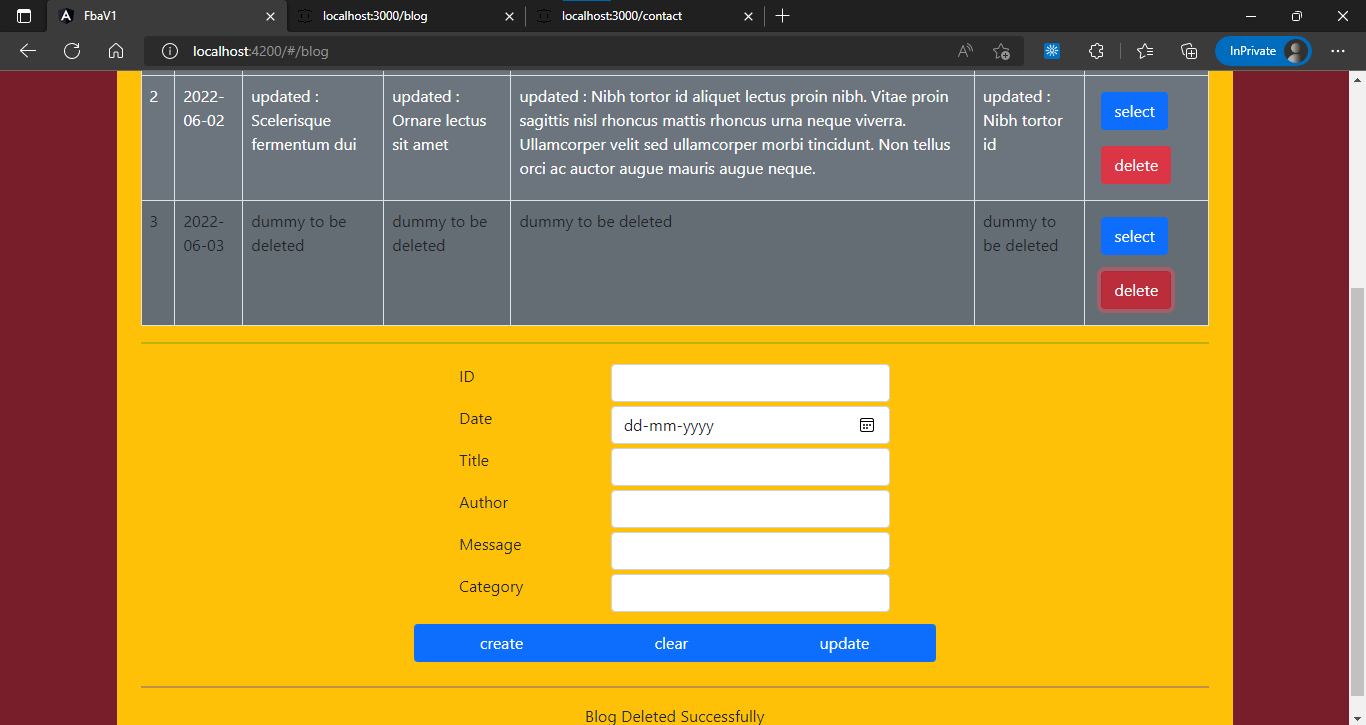 FbaV1
localhost:3000/blog
localhost:3000/contact
localhost:4200/#/blog
InPrivate
2
2022-
06-02
updated :
Scelerisque
fermentum dui
updated :
Ornare lectus
sit amet
updated : Nibh tortor id aliquet lectus proin nibh. Vitae proin
sagittis nisl rhoncus mattis rhoncus urna neque viverra.
Ullamcorper velit sed ullamcorper morbi tincidunt. Non tellus
orci ac auctor augue mauris augue neque.
updated :
Nibh tortor
id
select
delete
3
2022-
06-03
dummy to be
deleted
dummy to be
deleted
dummy to be deleted
dummy to
be deleted
select
delete
ID
Date
dd-mm-yyyy
Title
Author
Message
Category
create
clear
update
Blog Deleted Successfully